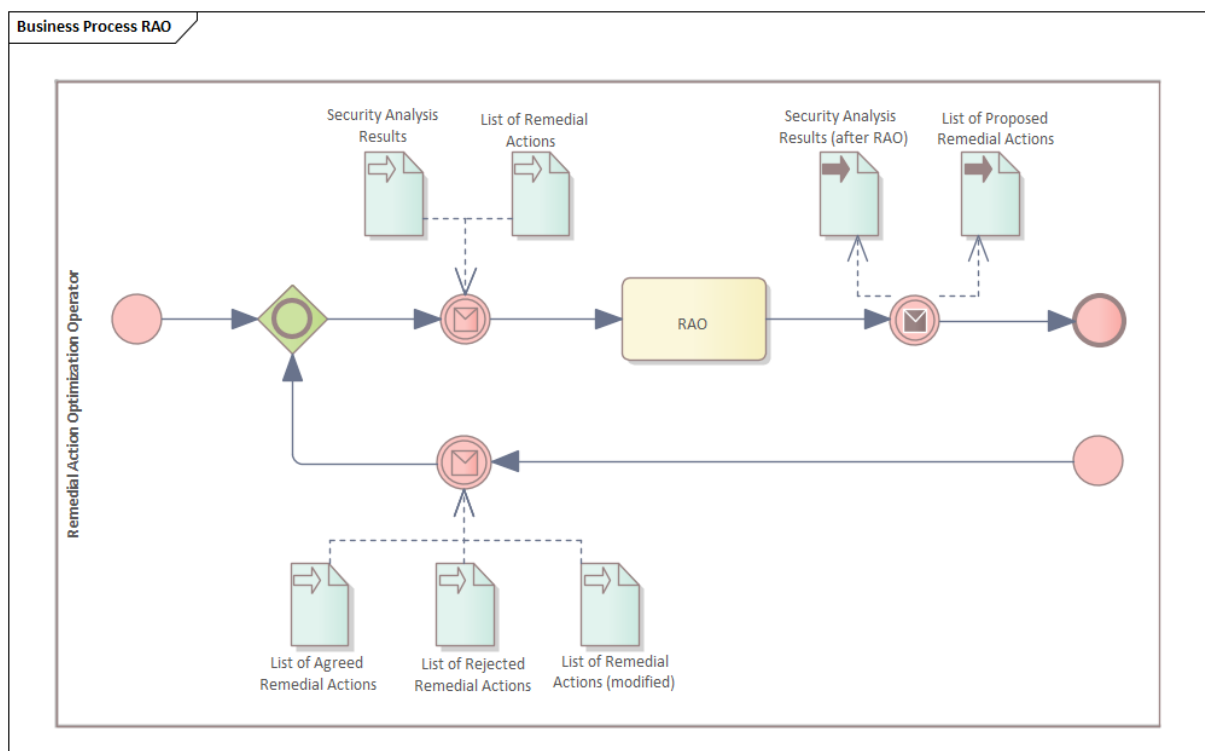 Business Process RAO
Remedial Action Optimization Operator
Security Analysis
Results
List of Remedial
Actions
Security Analysis
Results (after RAO)
List of Proposed
Remedial Actions
RAO
List of Agreed
Remedial Actions
List of Rejected
Remedial Actions
List of Remedial
Actions (modified)